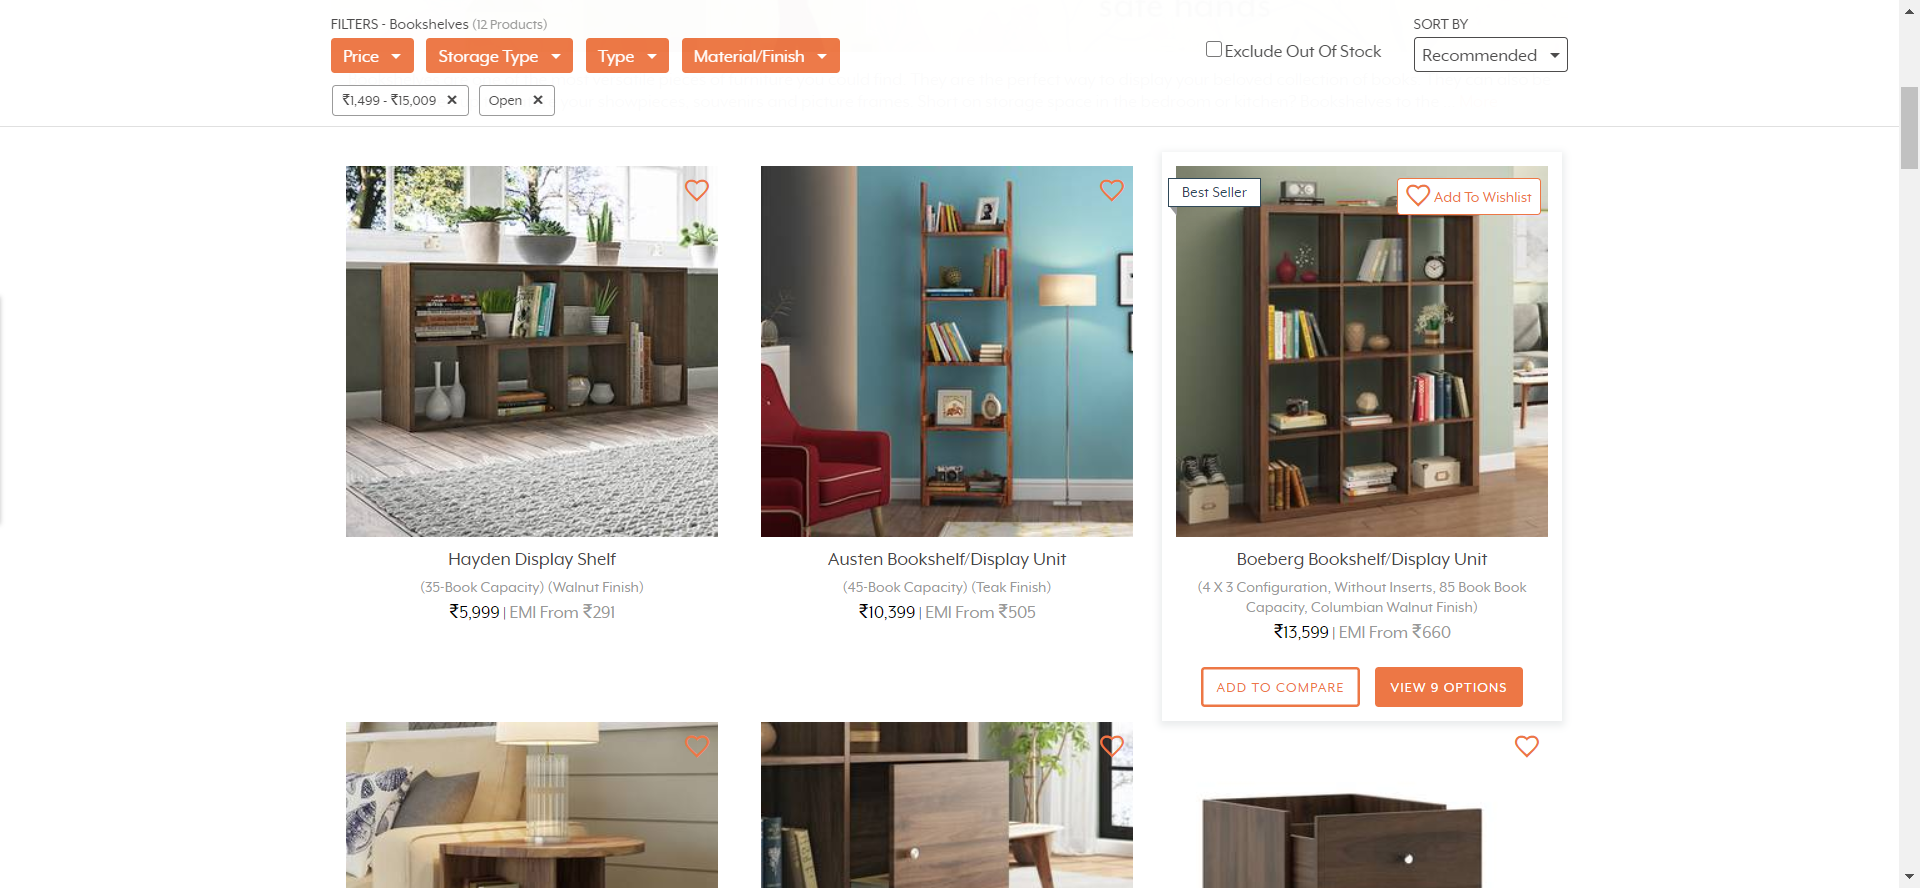 FILTERS - Bookshelves (12 Products)
SORT BY
Price
Storage Type
Type
Material/Finish
Exclude Out Of Stock
Recommended
₹1,499 - ₹15,009 ✕
Open ✕
Best Seller
Add To Wishlist
Hayden Display Shelf
(35-Book Capacity) (Walnut Finish)
₹5,999 | EMI From ₹291
Austen Bookshelf/Display Unit
(45-Book Capacity) (Teak Finish)
₹10,399 | EMI From ₹505
Boeberg Bookshelf/Display Unit
(4 X 3 Configuration, Without Inserts, 85 Book Book
Capacity, Columbian Walnut Finish)
₹13,599 | EMI From ₹660
ADD TO COMPARE
VIEW 9 OPTIONS